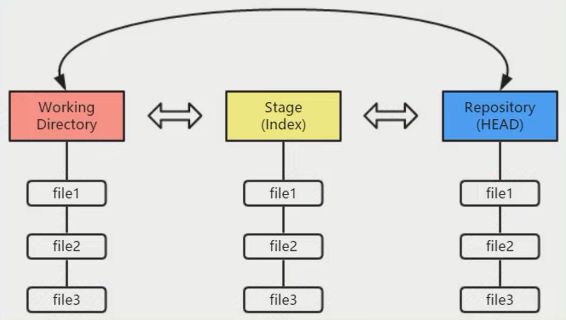 Working
Directory
Stage
(Index)
Repository
(HEAD)
file1
file1
file1
file2
file2
file2
file3
file3
file3